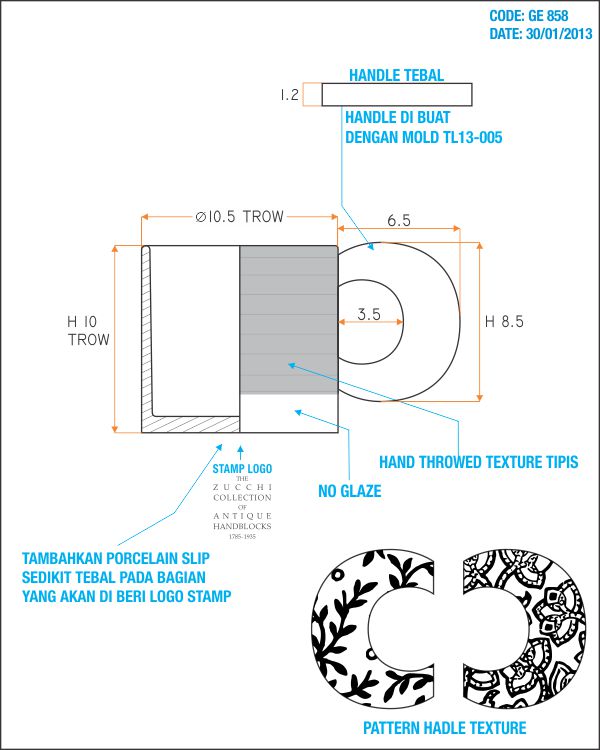 CODE: GE 858
DATE: 30/01/2013
HANDLE TEBAL
1.2
HANDLE DI BUAT
DENGAN MOLD TL13-005
Ø10.5 TROW
6.5
H 10
TROW
3.5
H 8.5
HAND THROWED TEXTURE TIPIS
STAMP LOGO
THE
ZUCCHI
COLLECTION
OF
ANTIQUE
HANDBLOCKS
1785-1935
NO GLAZE
TAMBAHKAN PORCELAIN SLIP
SEDIKIT TEBAL PADA BAGIAN
YANG AKAN DI BERI LOGO STAMP
PATTERN HADLE TEXTURE